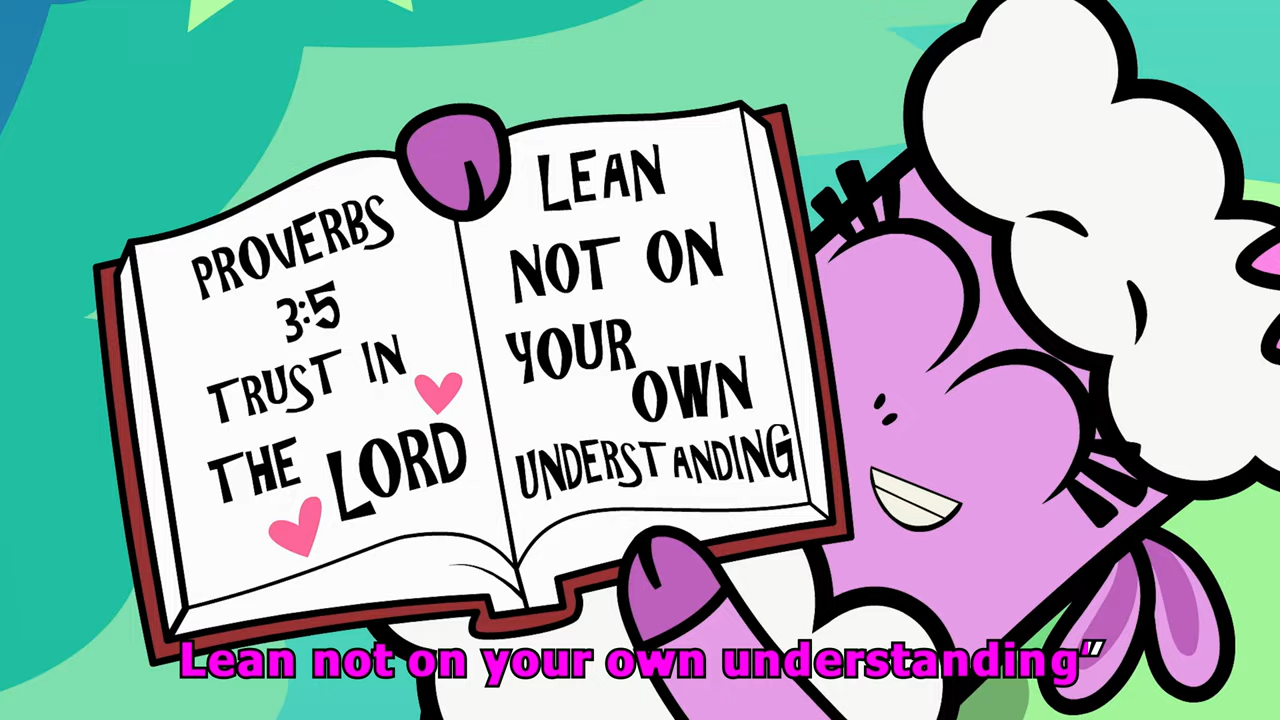 PROVERBS
3:5
TRUST IN
THE LORD
LEAN
NOT ON
YOUR
OWN
UNDERSTANDING
Lean not on your own understanding”